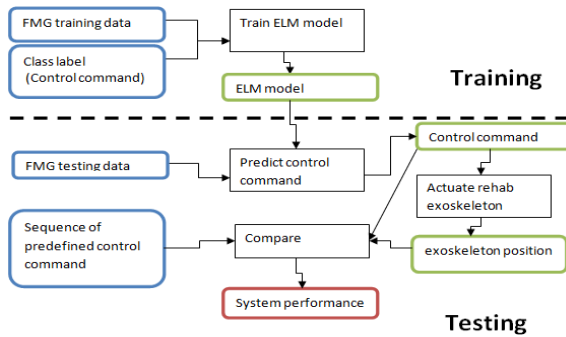 FMG training data
Class label
(Control command)
Train ELM model
ELM model
Training
FMG testing data
Predict control
command
Control command
Actuate rehab
exoskeleton
Sequence of
predefined control
command
Compare
exoskeleton position
System performance
Testing